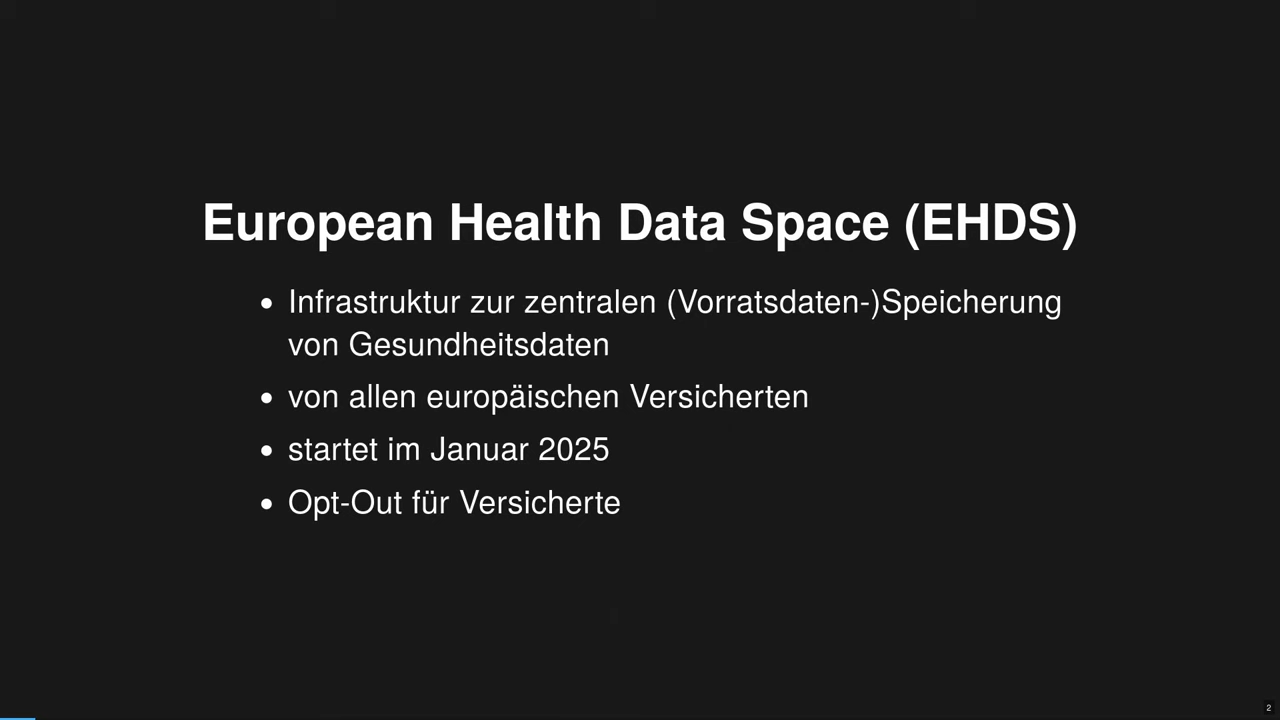 European Health Data Space (EHDS)
• Infrastruktur zur zentralen (Vorratsdaten-)Speicherung
von Gesundheitsdaten
• von allen europäischen Versicherten
• startet im Januar 2025
• Opt-Out für Versicherte
2